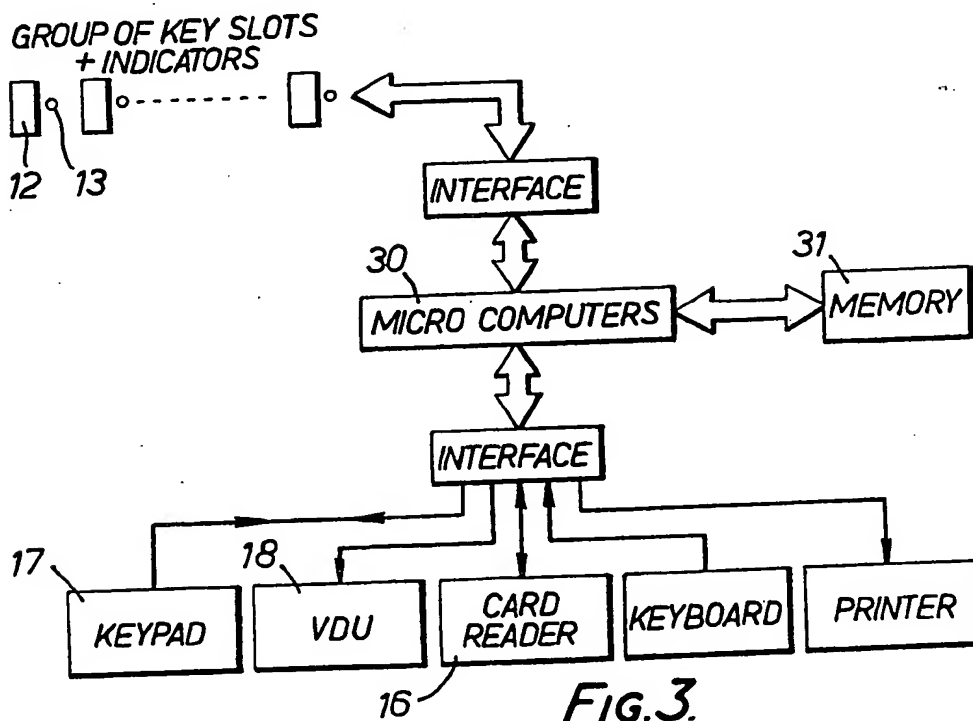 GROUP OF KEY SLOTS
+ INDICATORS
12
13
INTERFACE
30
31
MICRO COMPUTERS
MEMORY
INTERFACE
17
18
KEYPAD
VDU
CARD
READER
KEYBOARD
PRINTER
16
FIG.3.